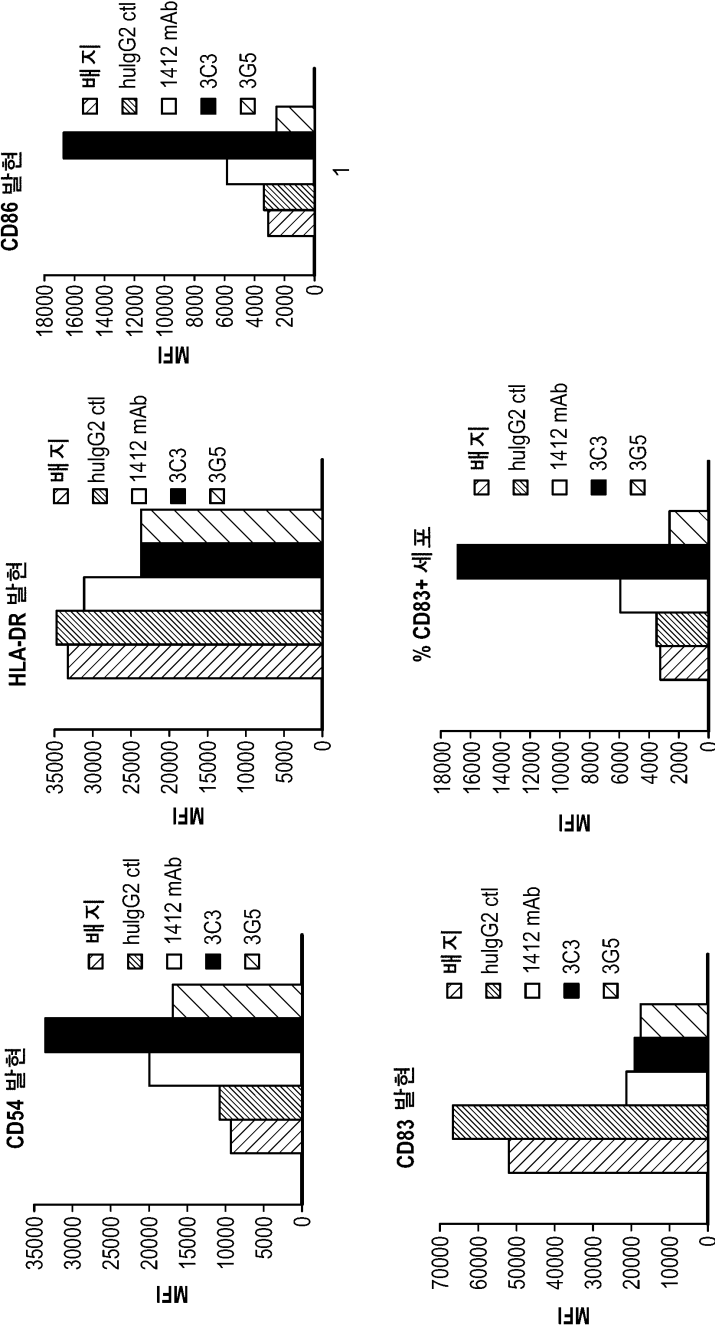 CD54 발현
MFI
35000
30000
25000
20000
15000
10000
5000
0
배지
huIgG2 ctl
1412 mAb
3C3
3G5
HLA-DR 발현
MFI
35000
30000
25000
20000
15000
10000
5000
0
배지
huIgG2 ctl
1412 mAb
3C3
3G5
CD86 발현
MFI
18000
16000
14000
12000
10000
8000
6000
4000
2000
0
1
배지
huIgG2 ctl
1412 mAb
3C3
3G5
CD83 발현
MFI
70000
60000
50000
40000
30000
20000
10000
0
배지
huIgG2 ctl
1412 mAb
3C3
3G5
% CD83+ 세포
MFI
18000
16000
14000
12000
10000
8000
6000
4000
2000
0
배지
huIgG2 ctl
1412 mAb
3C3
3G5